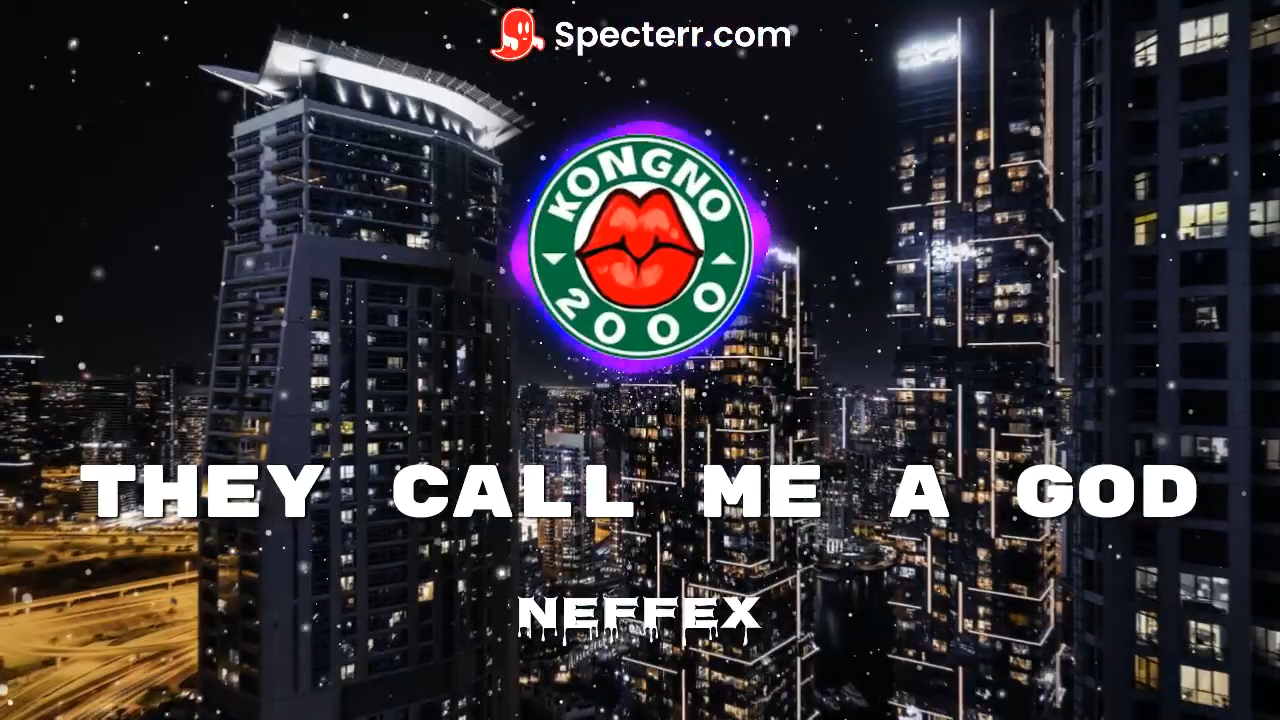 Specterr.com
KONGNO
2000
THEY CALL ME A GOD
NEFFEX